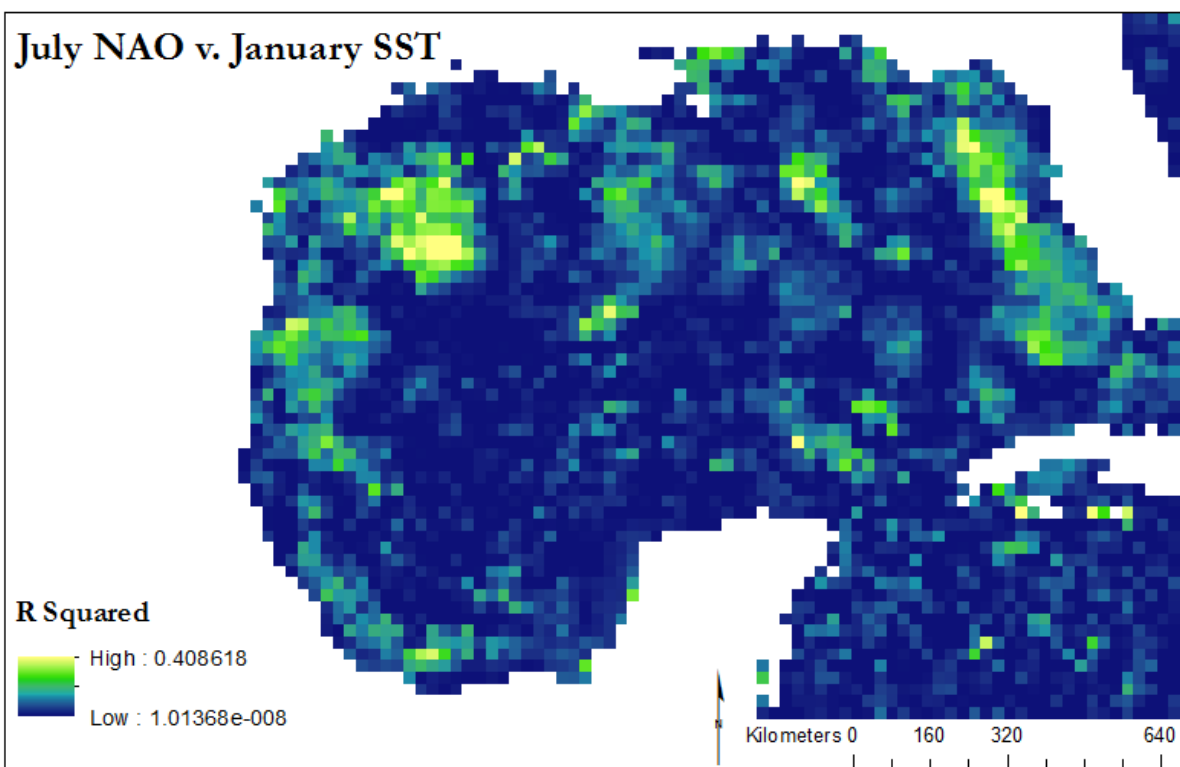 July NAO v. January SST
R Squared
High : 0.408618
Low : 1.01368e-008
N
Kilometers 0 160 320 640